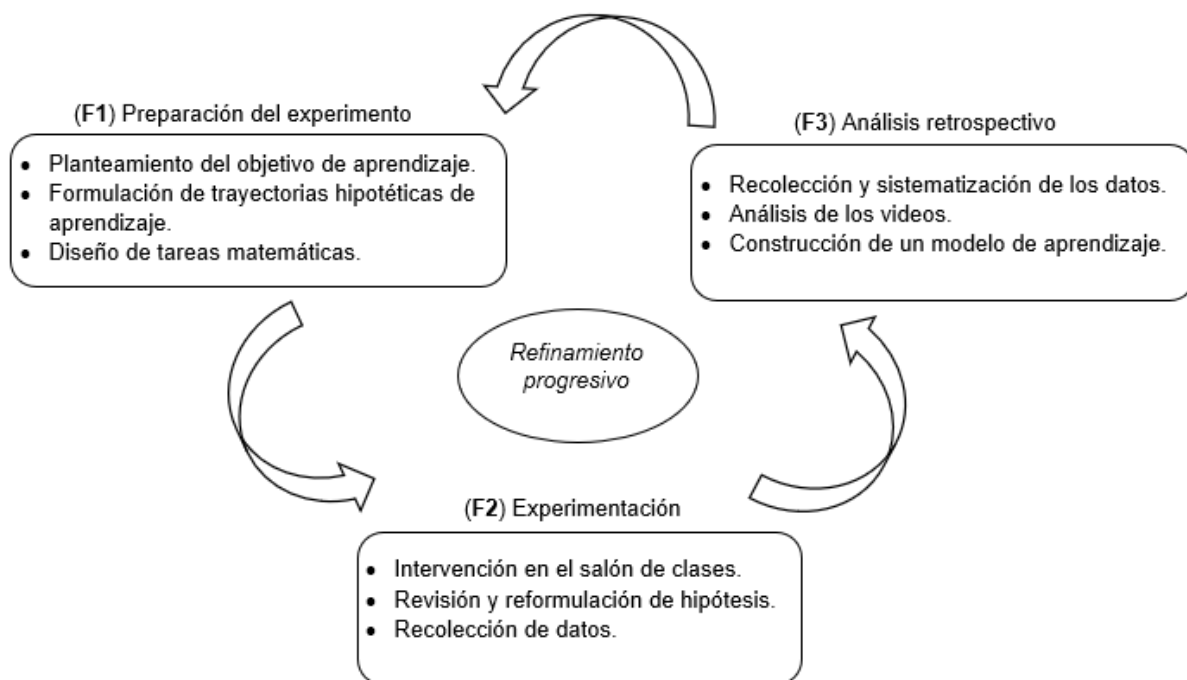 (F1) Preparación del experimento
• Planteamiento del objetivo de aprendizaje.
• Formulación de trayectorias hipotéticas de
aprendizaje.
• Diseño de tareas matemáticas.
(F3) Análisis retrospectivo
• Recolección y sistematización de los datos.
• Análisis de los videos.
• Construcción de un modelo de aprendizaje.
Refinamiento
progresivo
(F2) Experimentación
• Intervención en el salón de clases.
• Revisión y reformulación de hipótesis.
• Recolección de datos.